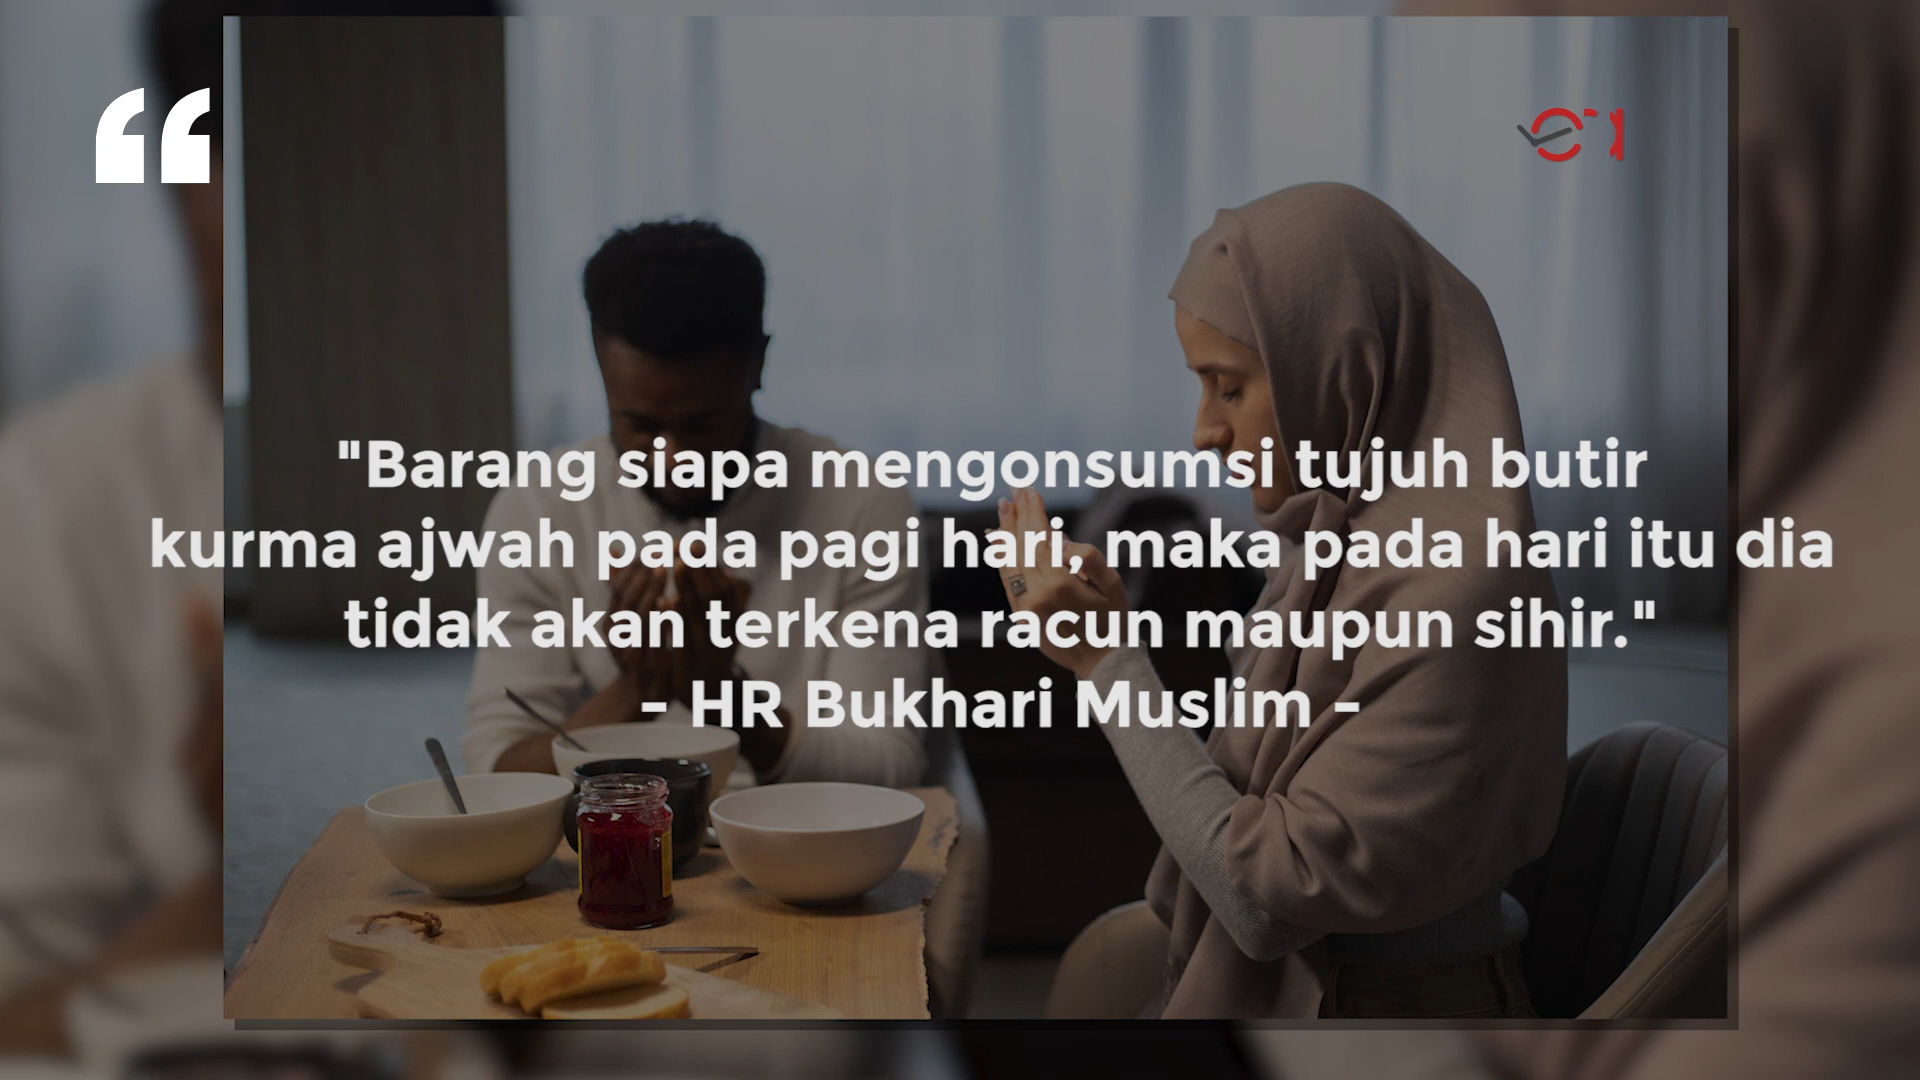 "Barang siapa mengonsumsi tujuh butir
kurma ajwah pada pagi hari, maka pada hari itu dia
tidak akan terkena racun maupun sihir."
- HR Bukhari Muslim -